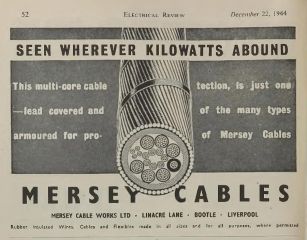 52 ELECTRICAL REVIEW December 22, 1944
SEEN WHEREVER KILOWATTS ABOUND
This multi-core cable
—lead covered and
armoured for pro-
tection, is just one
of the many types
of Mersey Cables
MERSEY CABLES
MERSEY CABLE WORKS LTD · LINACRE LANE · BOOTLE · LIVERPOOL
Rubber Insulated Wires, Cables and Flexibles made in all sizes and for all purposes, where permitted